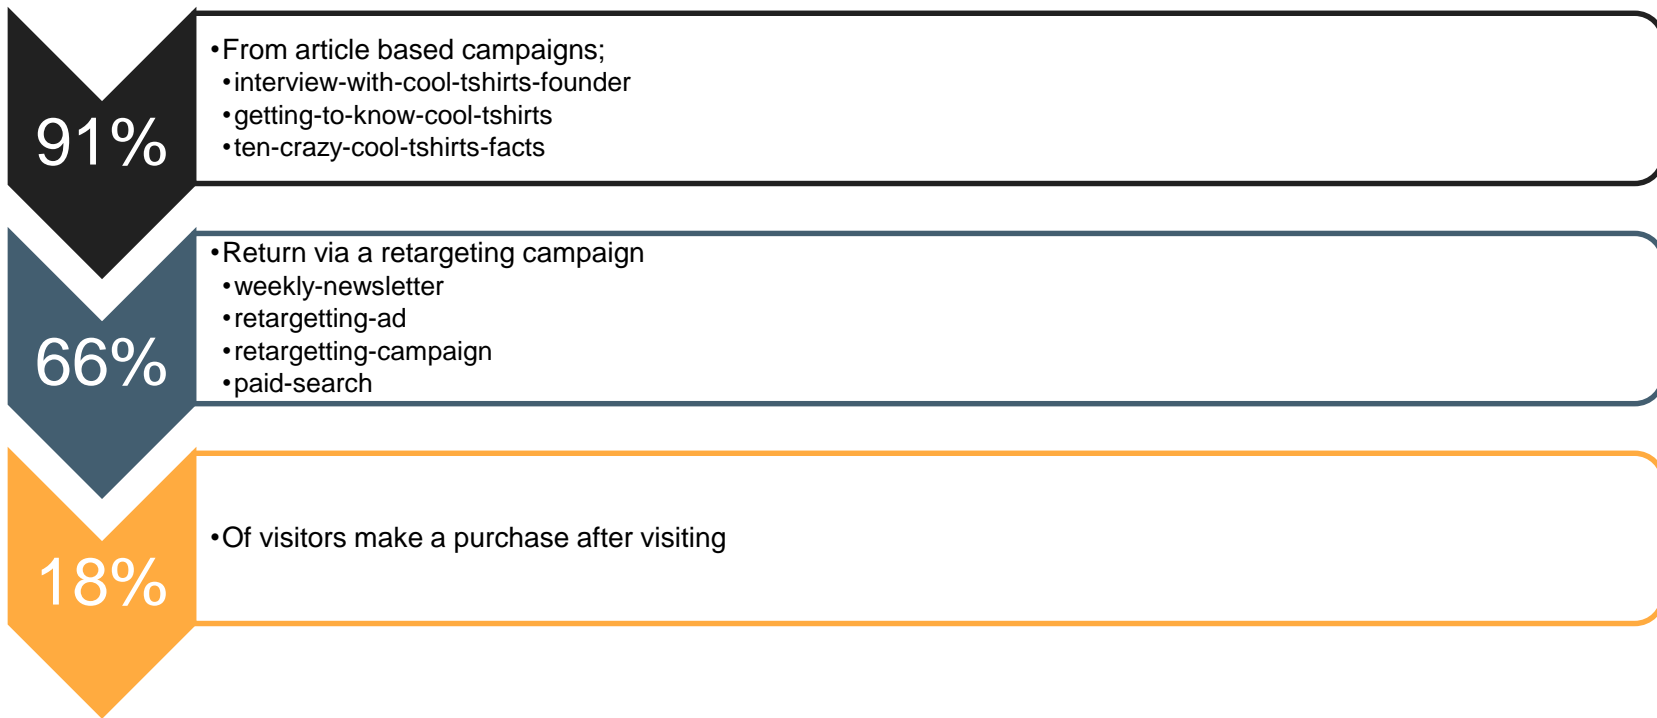 91%
•From article based campaigns;
•interview-with-cool-tshirts-founder
•getting-to-know-cool-tshirts
•ten-crazy-cool-tshirts-facts
66%
•Return via a retargeting campaign
•weekly-newsletter
•retargetting-ad
•retargetting-campaign
•paid-search
18%
•Of visitors make a purchase after visiting